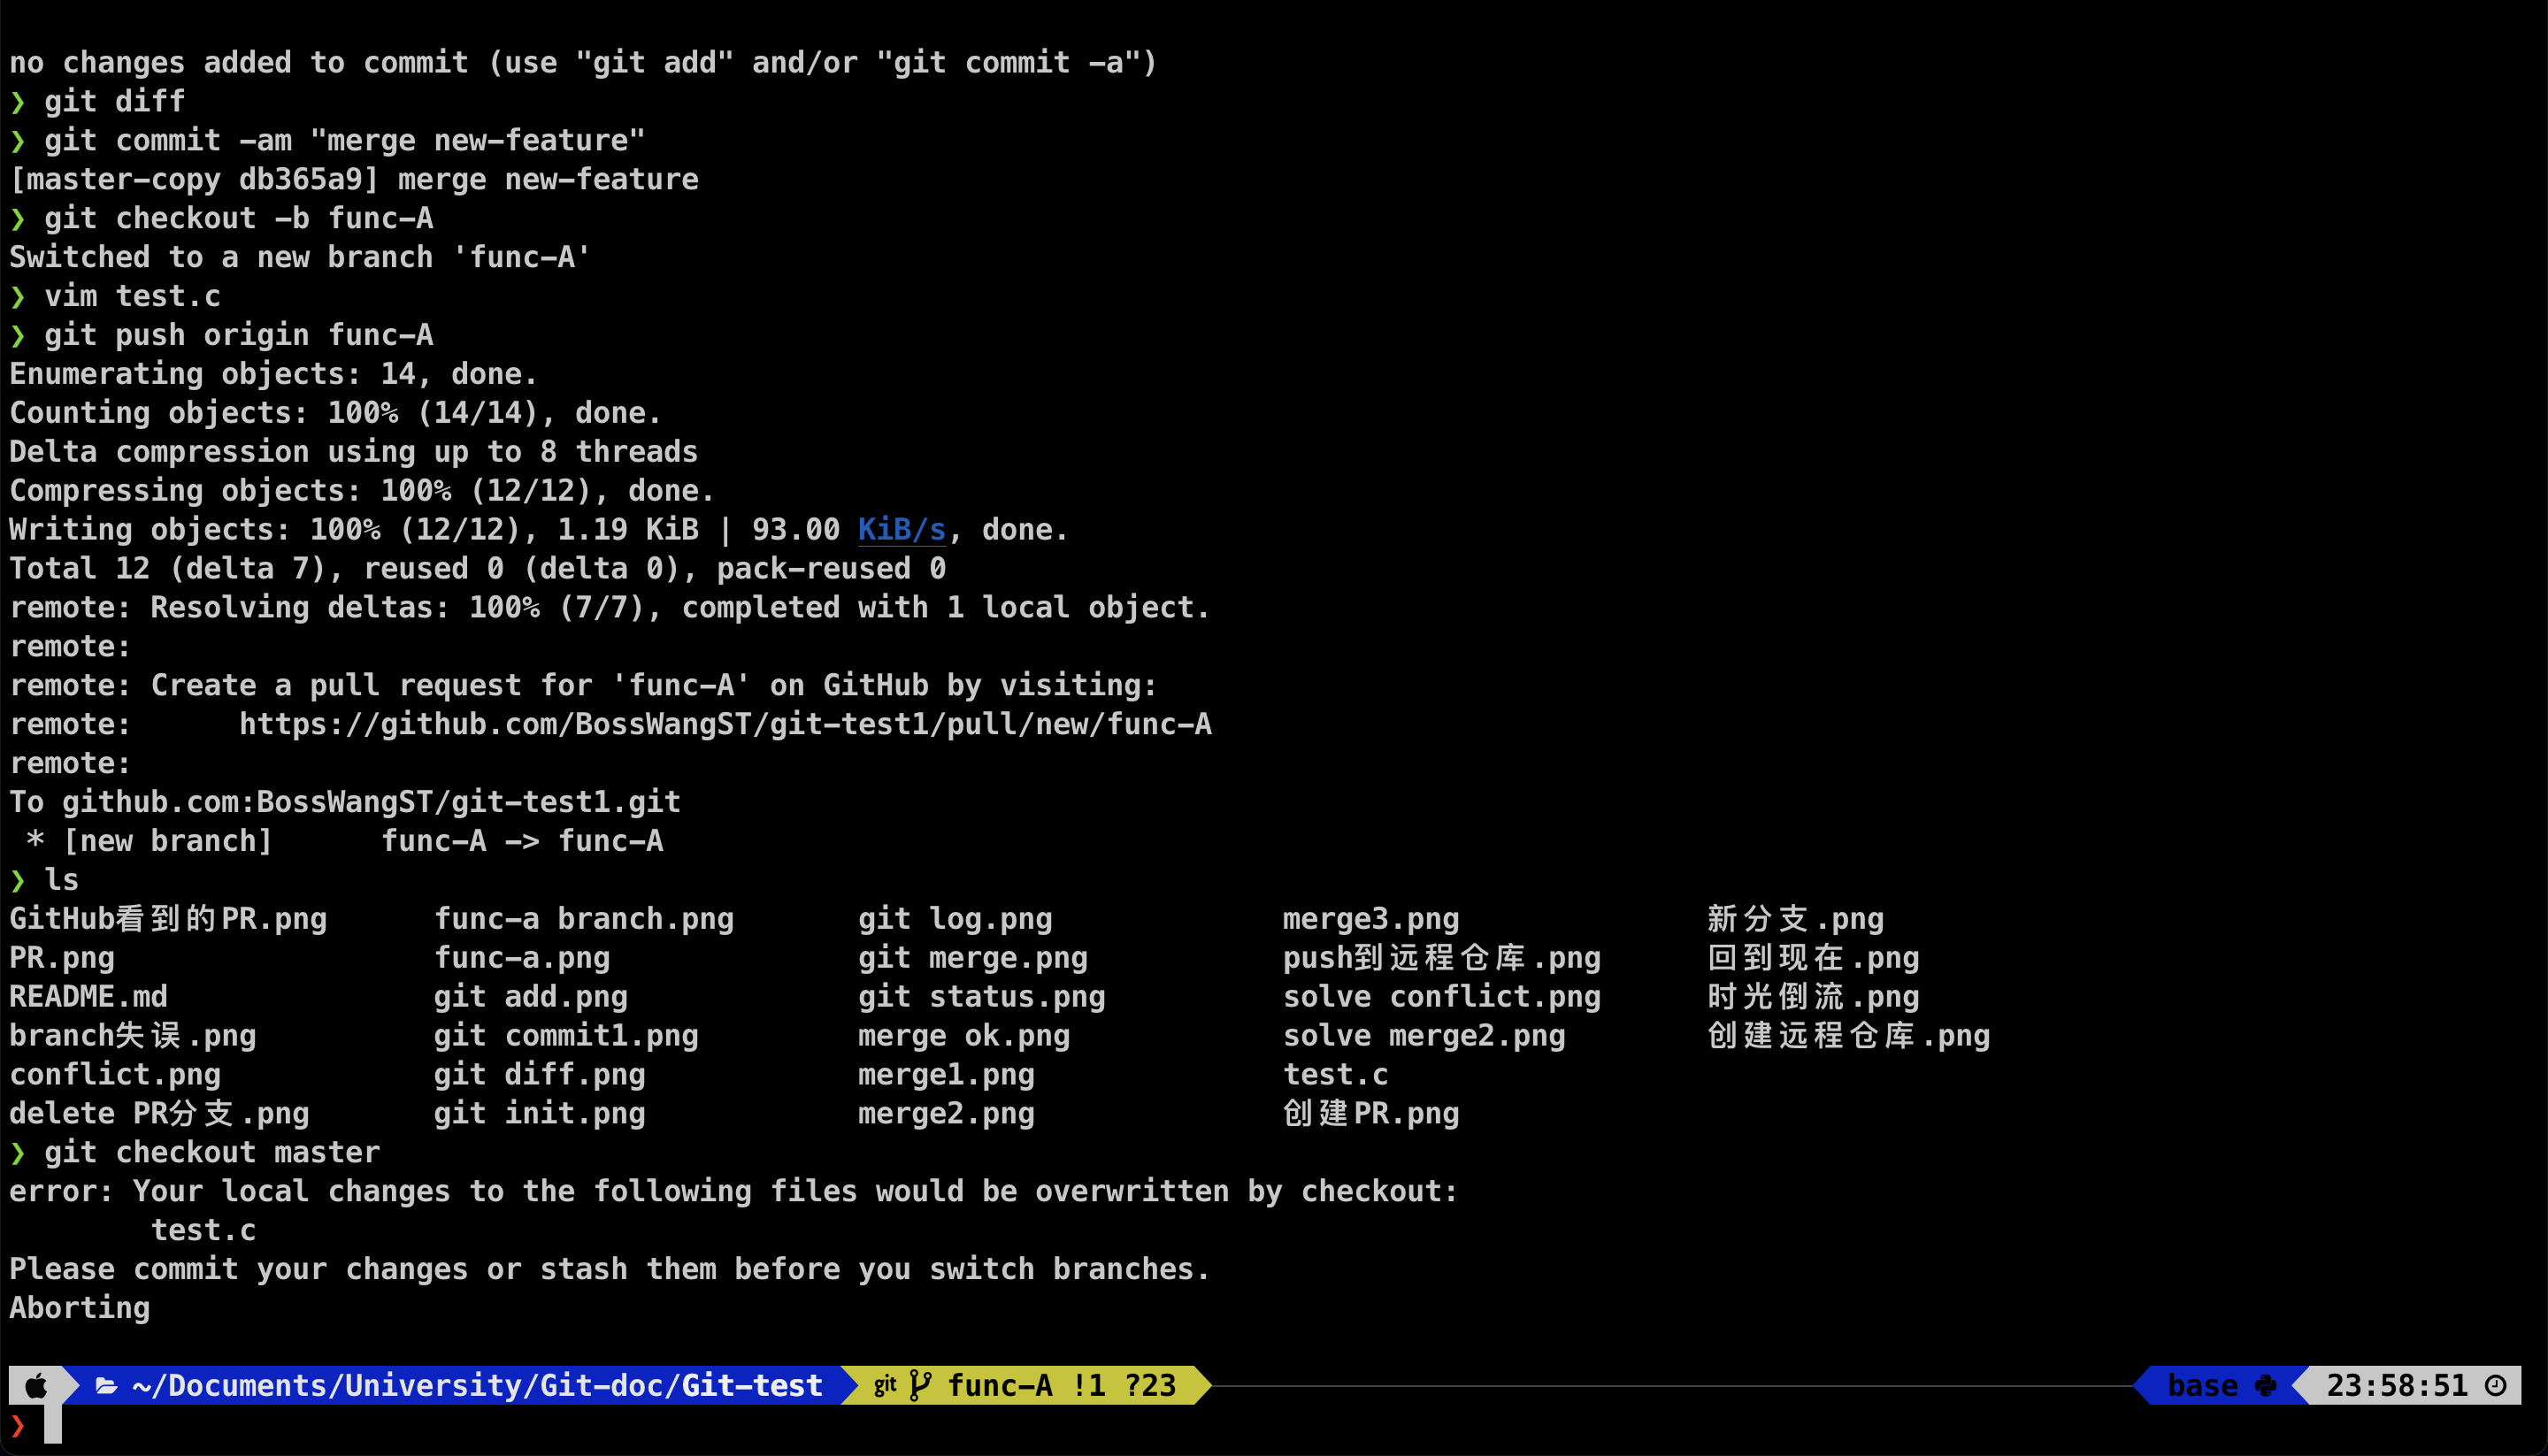 no changes added to commit (use "git add" and/or "git commit -a")
❯ git diff
❯ git commit -am "merge new-feature"
[master-copy db365a9] merge new-feature
❯ git checkout -b func-A
Switched to a new branch 'func-A'
❯ vim test.c
❯ git push origin func-A
Enumerating objects: 14, done.
Counting objects: 100% (14/14), done.
Delta compression using up to 8 threads
Compressing objects: 100% (12/12), done.
Writing objects: 100% (12/12), 1.19 KiB | 93.00 KiB/s, done.
Total 12 (delta 7), reused 0 (delta 0), pack-reused 0
remote: Resolving deltas: 100% (7/7), completed with 1 local object.
remote:
remote: Create a pull request for 'func-A' on GitHub by visiting:
remote:      https://github.com/BossWangST/git-test1/pull/new/func-A
remote:
To github.com:BossWangST/git-test1.git
 * [new branch]      func-A -> func-A
❯ ls
GitHub看到的PR.png      func-a branch.png       git log.png             merge3.png              新分支.png
PR.png                  func-a.png              git merge.png           push到远程仓库.png      回到现在.png
README.md               git add.png             git status.png          solve conflict.png      时光倒流.png
branch失误.png          git commit1.png         merge ok.png            solve merge2.png        创建远程仓库.png
conflict.png            git diff.png            merge1.png              test.c
delete PR分支.png       git init.png            merge2.png              创建PR.png
❯ git checkout master
error: Your local changes to the following files would be overwritten by checkout:
        test.c
Please commit your changes or stash them before you switch branches.
Aborting
~/Documents/University/Git-doc/Git-test git func-A !1 ?23 base 23:58:51
❯